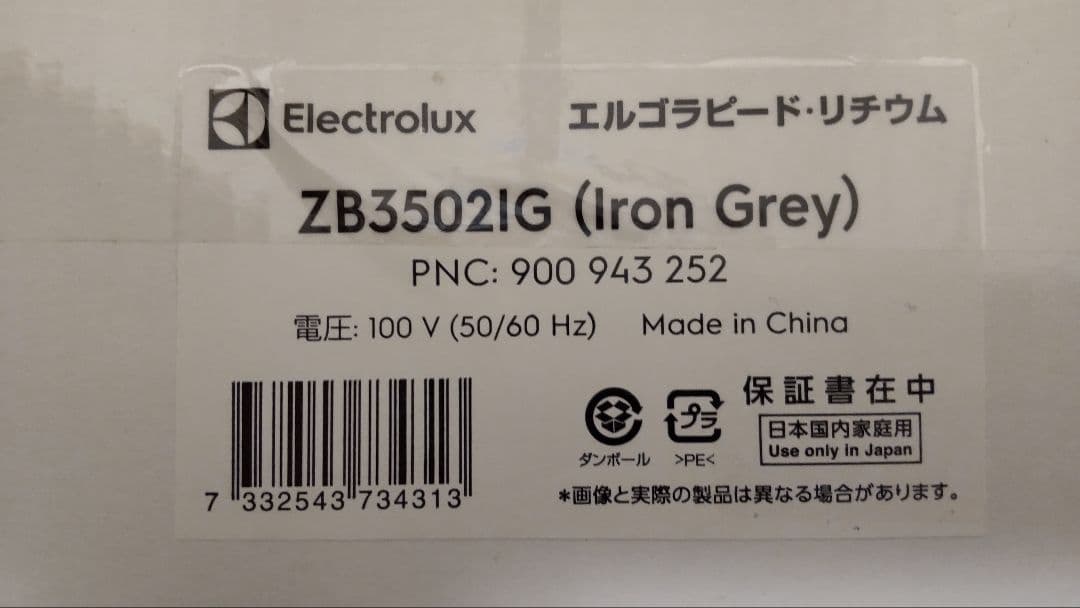 Electrolux エルゴラピード・リチウム
ZB3502IG (Iron Grey)
PNC: 900 943 252
電圧: 100 V (50/60 Hz) Made in China
保証書在中
プラ
日本国内家庭用
Use only in Japan
ダンボール >PE<
*画像と実際の製品は異なる場合があります。
7 332543 734313